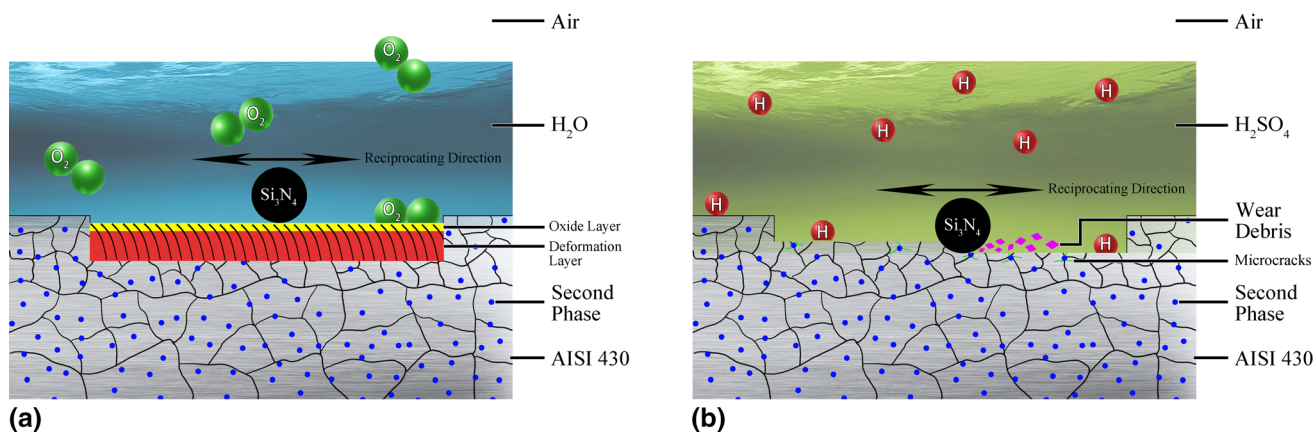 Air
O2
H2O
O2
Reciprocating Direction
O2
Si3N4
O2
Oxide Layer
Deformation
Layer
Second
Phase
AISI 430
(a)
Air
H
H
H
H
H
H2SO4
Reciprocating Direction
H
H
Si3N4
H
Wear
Debris
Microcracks
Second
Phase
AISI 430
(b)